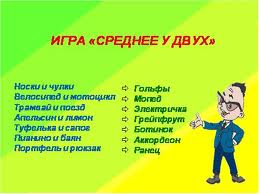 ИГРА «СРЕДНЕЕ У ДВУХ»
Носки и чулки
Велосипед и мотоцикл
Трамвай и поезд
Апельсин и лимон
Туфелька и сапог
Пианино и баян
Портфель и рюкзак
Гольфы
Мопед
Электричка
Грейпфрут
Ботинок
Аккордеон
Ранец